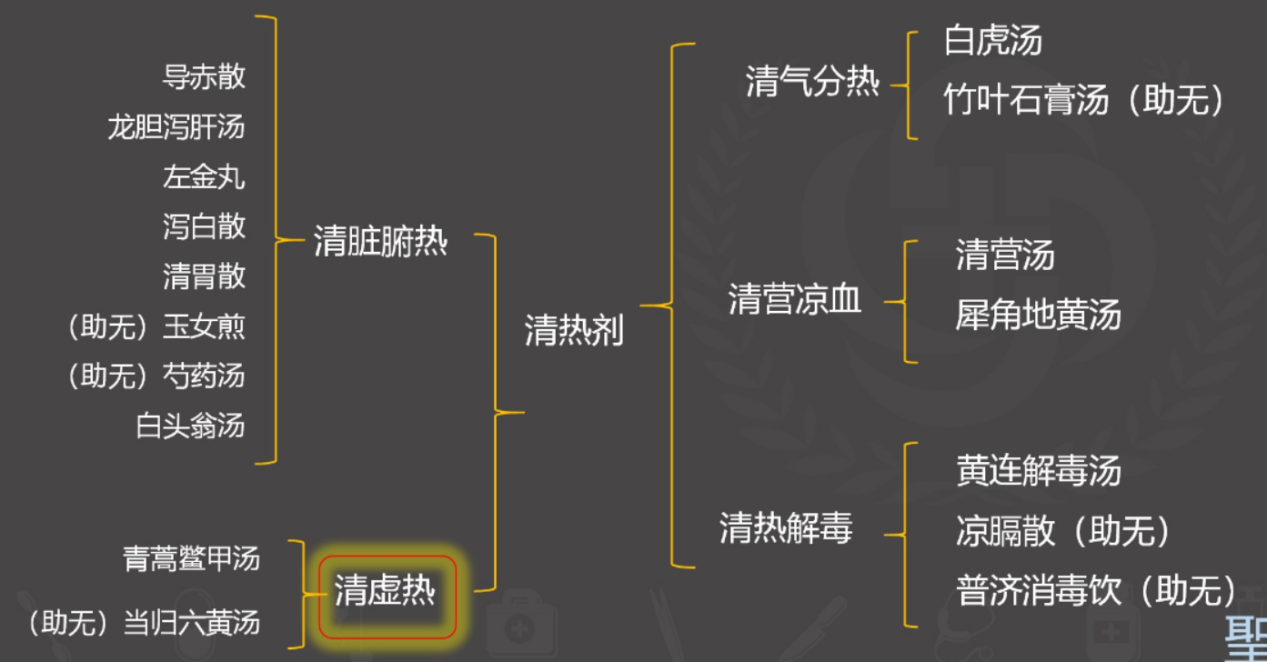 导赤散
龙胆泻肝汤
左金丸
泻白散
清胃散
（助无）玉女煎
（助无）芍药汤
白头翁汤
清脏腑热
青蒿鳖甲汤
（助无）当归六黄汤
清虚热
清热剂
清气分热
白虎汤
竹叶石膏汤（助无）
清营凉血
清营汤
犀角地黄汤
清热解毒
黄连解毒汤
凉膈散（助无）
普济消毒饮（助无）